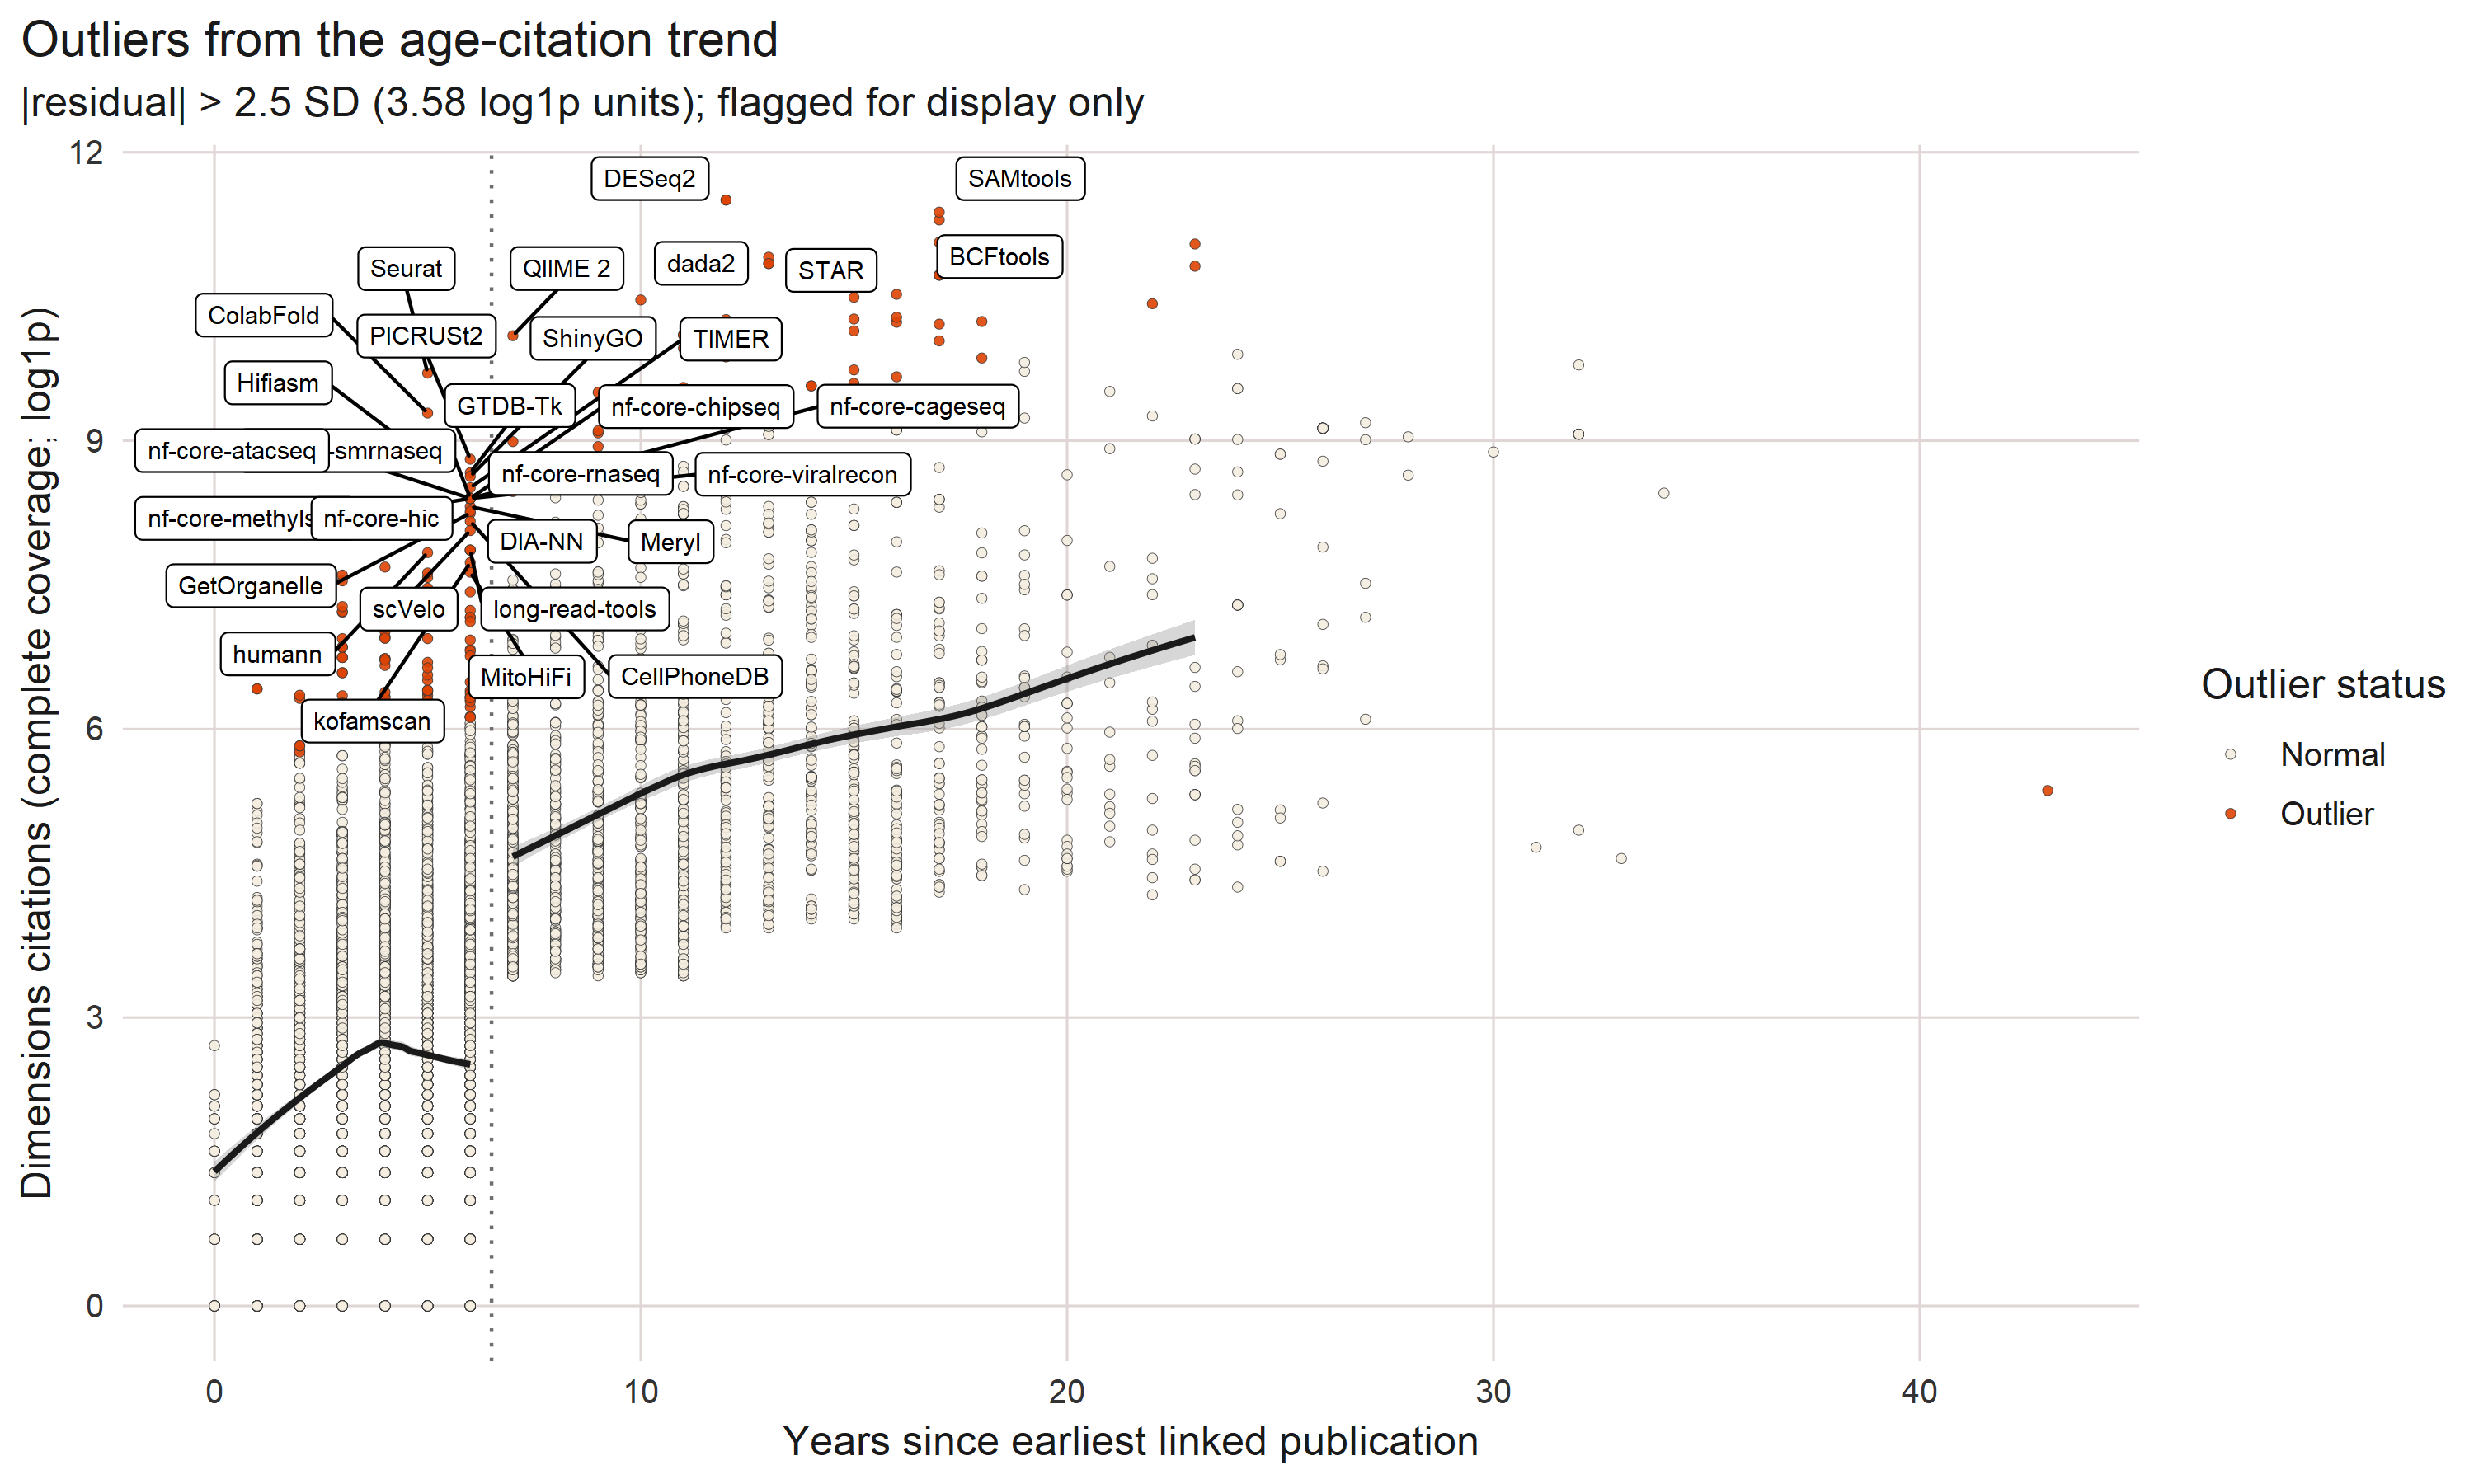 Outliers from the age-citation trend
|residual| > 2.5 SD (3.58 log1p units); flagged for display only
Dimensions citations (complete coverage; log1p)
12
9
6
3
0
DESeq2
SAMtools
Seurat
QIIME 2
dada2
STAR
BCFtools
ColabFold
PICRUSt2
ShinyGO
TIMER
Hifiasm
GTDB-Tk
nf-core-chipseq
nf-core-cageseq
nf-core-atacseq
-smrnaseq
nf-core-rnaseq
nf-core-viralrecon
nf-core-methyls
nf-core-hic
DIA-NN
Meryl
GetOrganelle
scVelo
long-read-tools
humann
MitoHiFi
CellPhoneDB
kofamscan
0
10
20
30
40
Years since earliest linked publication
Outlier status
Normal
Outlier